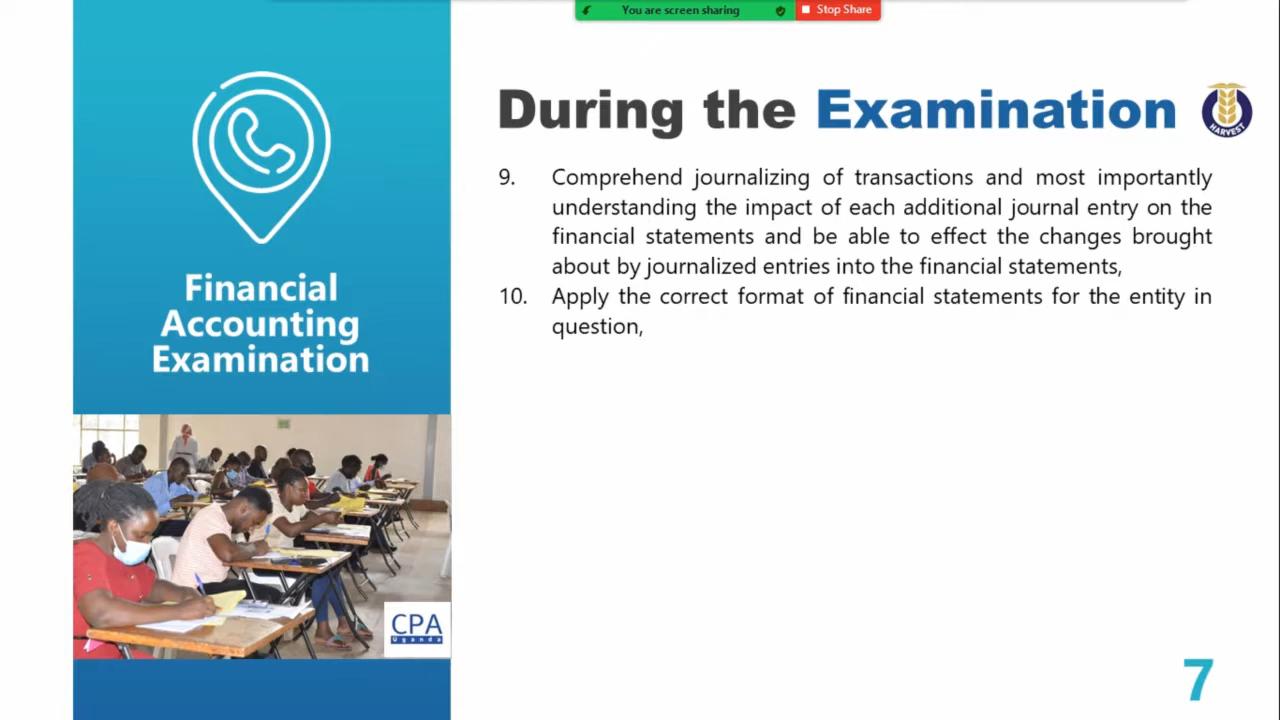 You are screen sharing
Stop Share
During the Examination
HARVEST
9. Comprehend journalizing of transactions and most importantly
understanding the impact of each additional journal entry on the
financial statements and be able to effect the changes brought
about by journalized entries into the financial statements,
10. Apply the correct format of financial statements for the entity in
question,
Financial
Accounting
Examination
CPA
Uganda
7